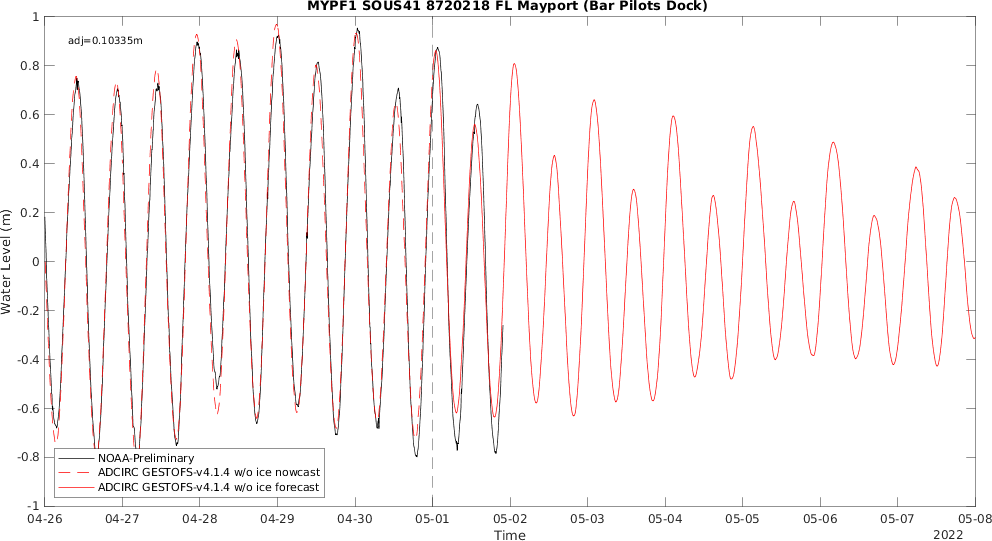 MYPF1 SOUS41 8720218 FL Mayport (Bar Pilots Dock)
adj=0.10335m
1
0.8
0.6
0.4
0.2
0
-0.2
-0.4
-0.6
-0.8
-1
Water Level (m)
NOAA-Preliminary
ADCIRC GESTOFS-v4.1.4 w/o ice nowcast
ADCIRC GESTOFS-v4.1.4 w/o ice forecast
04-26 04-27 04-28 04-29 04-30 05-01 05-02 05-03 05-04 05-05 05-06 05-07 05-08
Time
2022